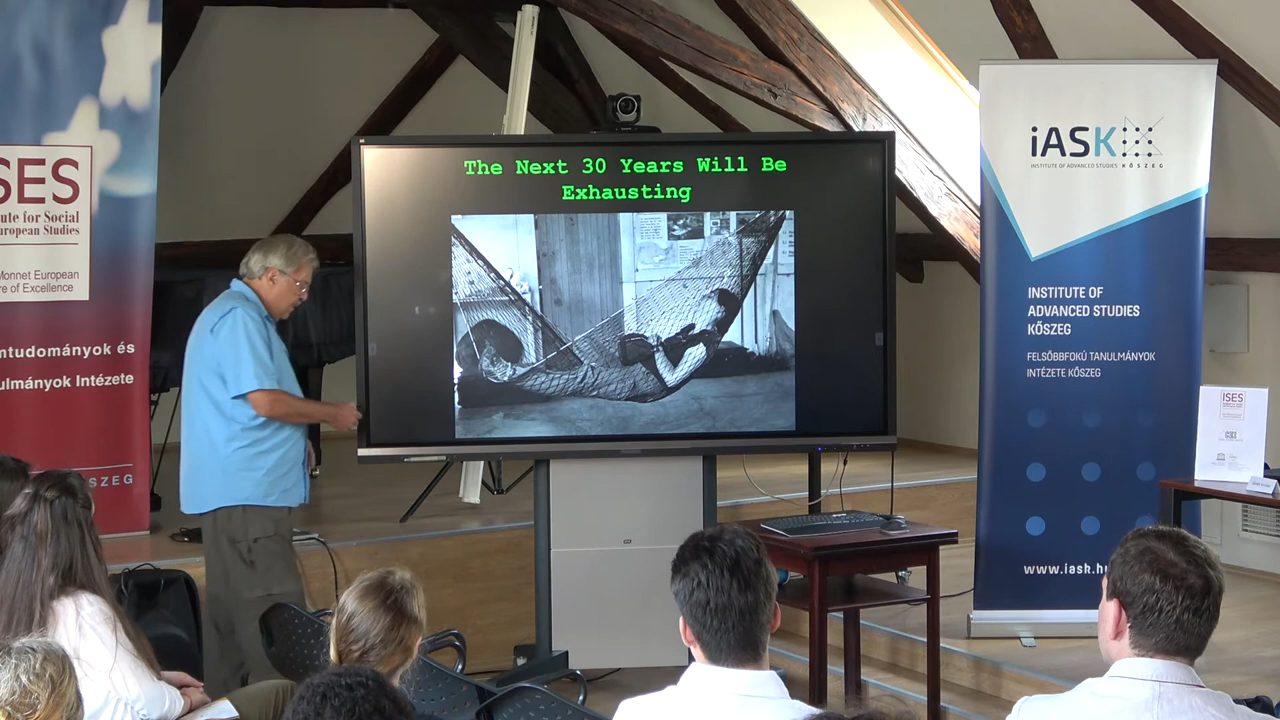 SES
ute for Social
uropean Studies
Monnet European
re of Excellence
ntudományok és
ulmányok Intézete
KŐSZEG
The Next 30 Years Will Be
Exhausting
iASK
INSTITUTE OF ADVANCED STUDIES KŐSZEG
INSTITUTE OF
ADVANCED STUDIES
KŐSZEG
FELSŐBBFOKÚ TANULMÁNYOK
INTÉZETE KŐSZEG
www.iask.hu
ISES